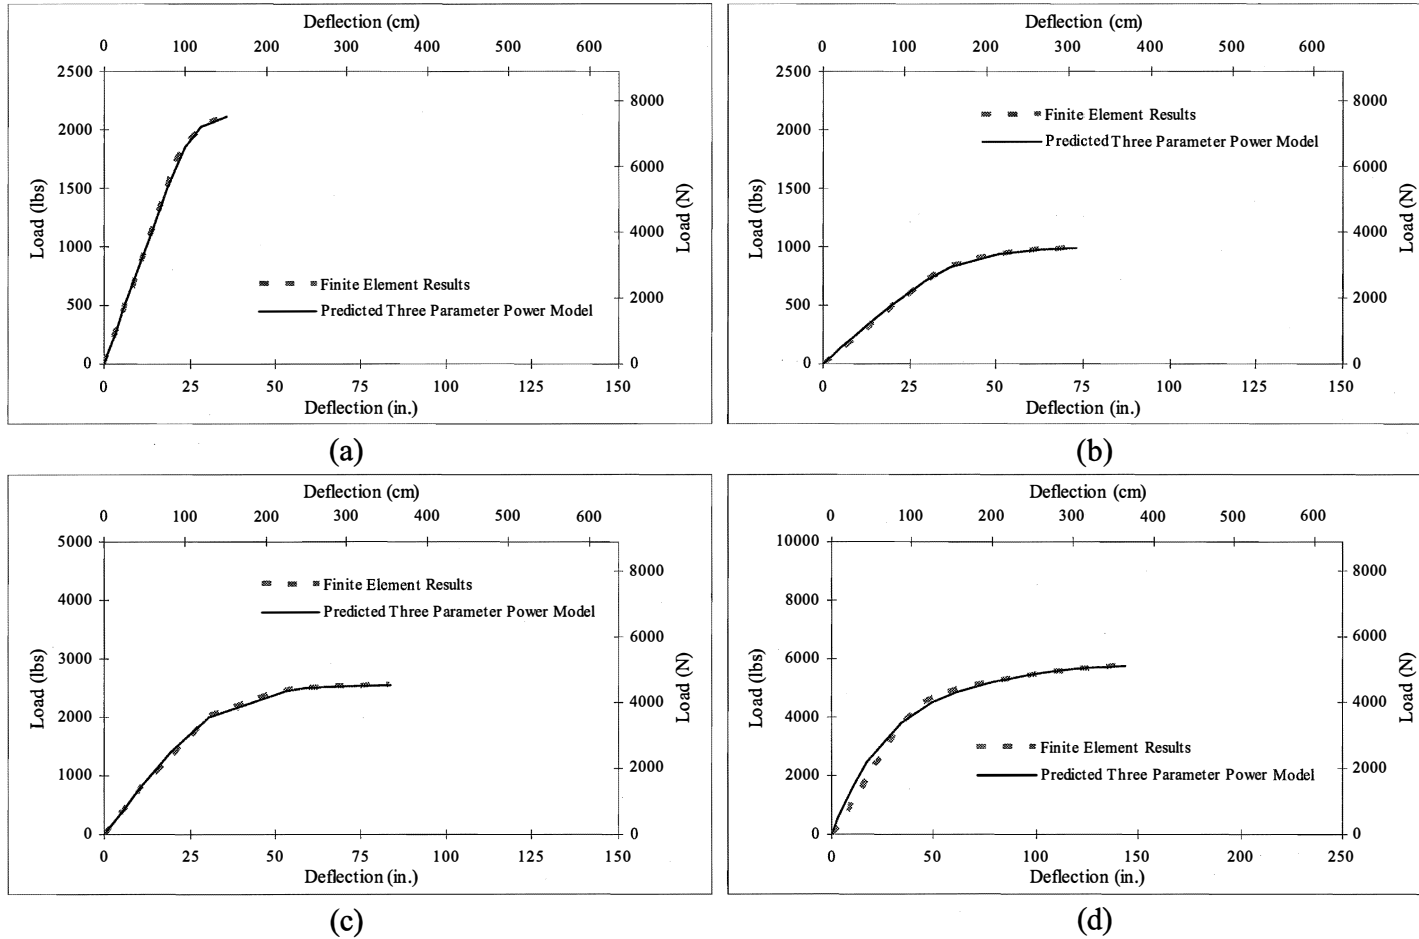 Deflection (cm)
0 100 200 300 400 500 600
2500
2000
1500
1000
500
0
Load (lbs)
8000
6000
4000
2000
0
Load (N)
Finite Element Results
Predicted Three Parameter Power Model
0 25 50 75 100 125 150
Deflection (in.)
(a)
Deflection (cm)
0 100 200 300 400 500 600
2500
2000
1500
1000
500
0
Load (lbs)
8000
6000
4000
2000
0
Load (N)
Finite Element Results
Predicted Three Parameter Power Model
0 25 50 75 100 125 150
Deflection (in.)
(b)
Deflection (cm)
0 100 200 300 400 500 600
5000
4000
3000
2000
1000
0
Load (lbs)
8000
6000
4000
2000
0
Load (N)
Finite Element Results
Predicted Three Parameter Power Model
0 25 50 75 100 125 150
Deflection (in.)
(c)
Deflection (cm)
0 100 200 300 400 500 600
10000
8000
6000
4000
2000
0
Load (lbs)
8000
6000
4000
2000
0
Load (N)
Finite Element Results
Predicted Three Parameter Power Model
0 50 100 150 200 250
Deflection (in.)
(d)